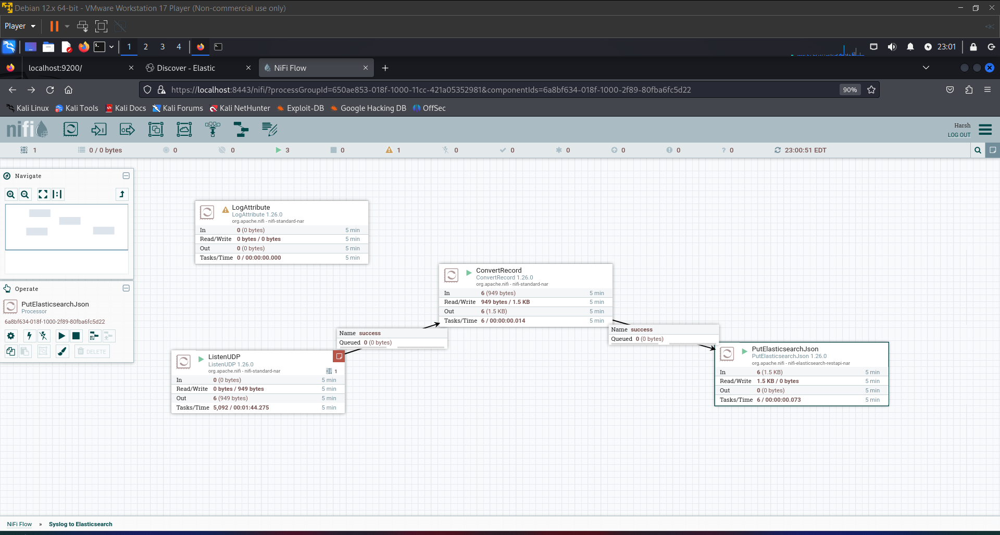 Debian 12.x 64-bit - VMware Workstation 17 Player (Non-commercial use only)
Player
1 2 3 4 23:01
localhost:9200/ Discover - Elastic NiFi Flow
https://localhost:8443/nifi/?processGroupId=650ae853-018f-1000-11cc-421a05352981&componentIds=6a8bf634-018f-1000-2f89-80fba6fc5d22 90%
Kali Linux Kali Tools Kali Docs Kali Forums Kali NetHunter Exploit-DB Google Hacking DB OffSec
nifi
Harsh
LOG OUT
1 0 / 0 bytes 0 0 3 0 1 0 0 0 0 0 ? 0 23:00:51 EDT
Navigate
Operate
PutElasticsearchJson
Processor
6a8bf634-018f-1000-2f89-80fba6fc5d22
DELETE
LogAttribute
LogAttribute 1.26.0
org.apache.nifi - nifi-standard-nar
In 0 (0 bytes) 5 min
Read/Write 0 bytes / 0 bytes 5 min
Out 0 (0 bytes) 5 min
Tasks/Time 0 / 00:00:00.000 5 min
ConvertRecord
ConvertRecord 1.26.0
org.apache.nifi - nifi-standard-nar
In 6 (949 bytes) 5 min
Read/Write 949 bytes / 1.5 KB 5 min
Out 6 (1.5 KB) 5 min
Tasks/Time 6 / 00:00:00.014 5 min
Name success
Queued 0 (0 bytes)
Name success
Queued 0 (0 bytes)
ListenUDP
ListenUDP 1.26.0
org.apache.nifi - nifi-standard-nar
1
In 0 (0 bytes) 5 min
Read/Write 0 bytes / 949 bytes 5 min
Out 6 (949 bytes) 5 min
Tasks/Time 5,092 / 00:01:44.275 5 min
PutElasticsearchJson
PutElasticsearchJson 1.26.0
org.apache.nifi - nifi-elasticsearch-restapi-nar
In 6 (1.5 KB) 5 min
Read/Write 1.5 KB / 0 bytes 5 min
Out 0 (0 bytes) 5 min
Tasks/Time 6 / 00:00:00.073 5 min
NiFi Flow » Syslog to Elasticsearch